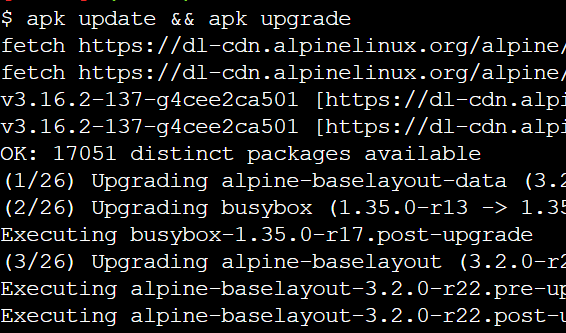 $ apk update && apk upgrade
fetch https://dl-cdn.alpinelinux.org/alpine/
fetch https://dl-cdn.alpinelinux.org/alpine/
v3.16.2-137-g4cee2ca501 [https://dl-cdn.alpi
v3.16.2-137-g4cee2ca501 [https://dl-cdn.alpi
OK: 17051 distinct packages available
(1/26) Upgrading alpine-baselayout-data (3.2
(2/26) Upgrading busybox (1.35.0-r13 -> 1.35
Executing busybox-1.35.0-r17.post-upgrade
(3/26) Upgrading alpine-baselayout (3.2.0-r2
Executing alpine-baselayout-3.2.0-r22.pre-up
Executing alpine-baselayout-3.2.0-r22.post-u